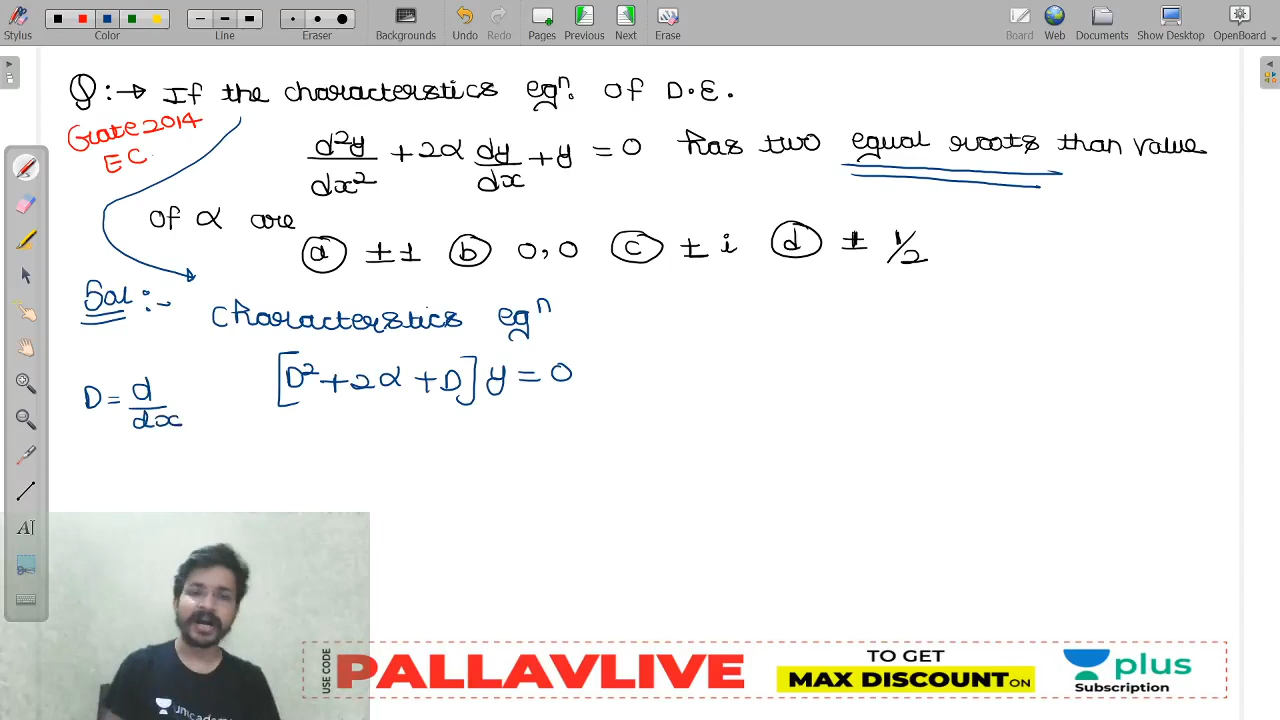 Stylus
Color
Line
Eraser
Backgrounds
Undo
Redo
Pages
Previous
Next
Erase
Board
Web
Documents
Show Desktop
OpenBoard
Q:→ If the characterstics eqⁿ. of D.E.
Gate 2014
EC.
d²y/dx² + 2α dy/dx + y = 0 has two equal roots than value
of α are
ⓐ ±1 ⓑ 0,0 ⓒ ±i ⓓ ± 1/2
Sol :-
characterstics eqⁿ
D = d/dx
[D² + 2α + D] y = 0
AI
USE CODE
PALLAVLIVE
TO GET
MAX DISCOUNT ON
plus
Subscription